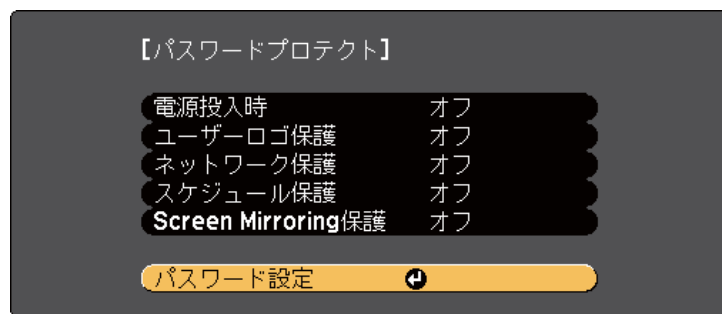 【パスワードプロテクト】
電源投入時 オフ
ユーザーロゴ保護 オフ
ネットワーク保護 オフ
スケジュール保護 オフ
Screen Mirroring保護 オフ
パスワード設定